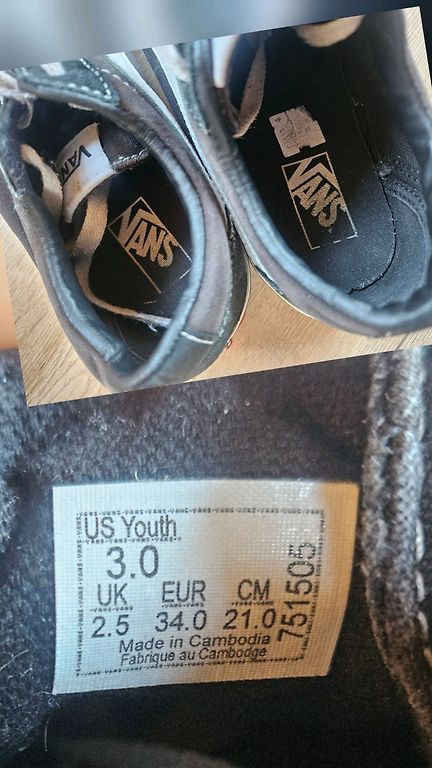 VANS
VANS
VANS
US Youth
3.0
UK EUR CM
2.5 34.0 21.0
Made in Cambodia
Fabrique au Cambodge
751505